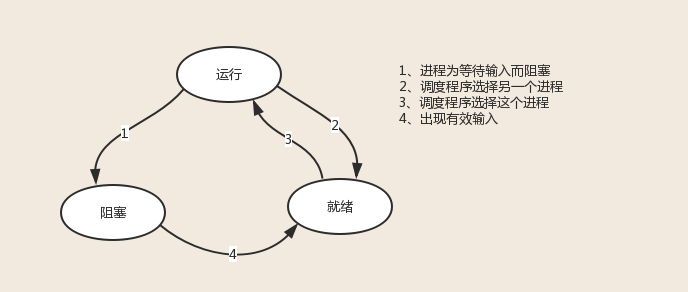 运行
1、进程为等待输入而阻塞
2、调度程序选择另一个进程
3、调度程序选择这个进程
4、出现有效输入
1
2
3
阻塞
就绪
4